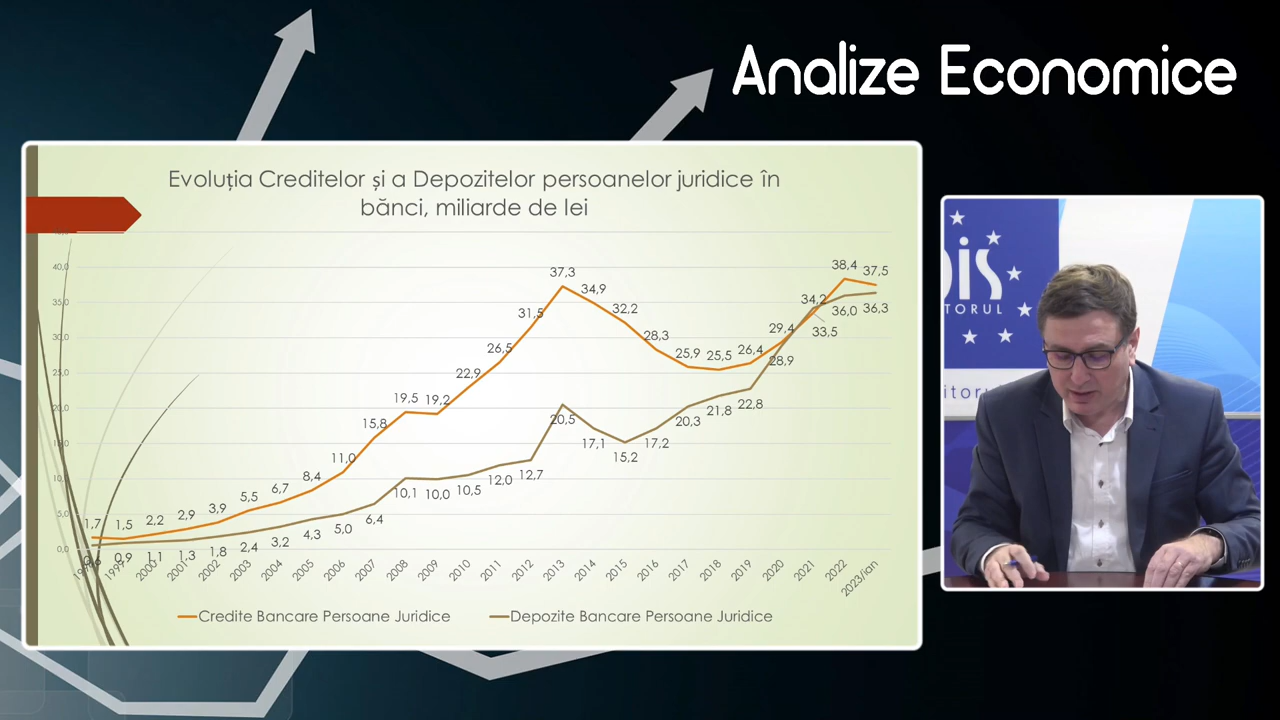 Analize Economice
Evoluția Creditelor și a Depozitelor persoanelor juridice în
bănci, miliarde de lei
40,0
35,0
30,0
25,0
20,0
15,0
10,0
5,0
0,0
1,7 1,5 2,2 2,9 3,9 5,5 6,7 8,4 11,0 15,8 19,5 19,2 22,9 26,5 31,5 37,3 34,9 32,2 28,3 25,9 25,5 26,4 29,4 33,5 38,4 37,5
0,9 1,1 1,3 1,8 2,4 3,2 4,3 5,0 6,4 10,1 10,0 10,5 12,0 12,7 20,5 17,1 15,2 17,2 20,3 21,8 22,8 28,9 34,2 36,0 36,3
2000 2001 2002 2003 2004 2005 2006 2007 2008 2009 2010 2011 2012 2013 2014 2015 2016 2017 2018 2019 2020 2021 2022 2023/ian
Credite Bancare Persoane Juridice
Depozite Bancare Persoane Juridice
TORUL